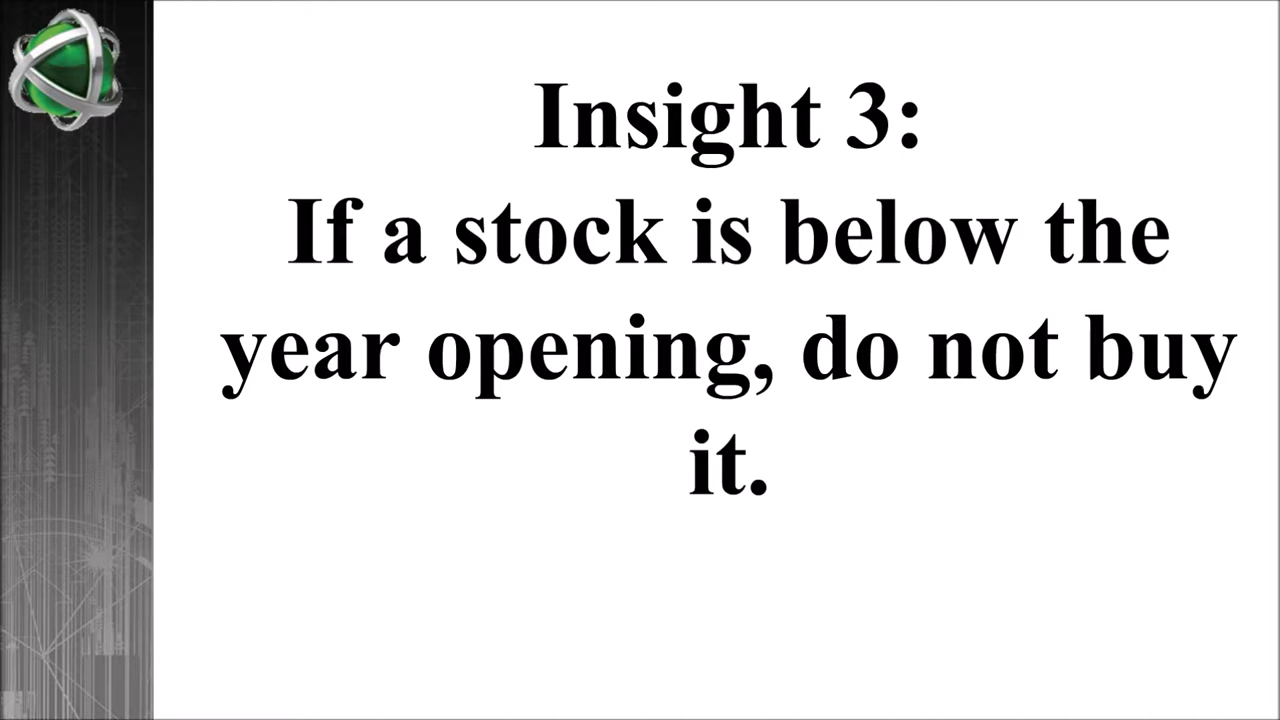 Insight 3:
If a stock is below the
year opening, do not buy
it.